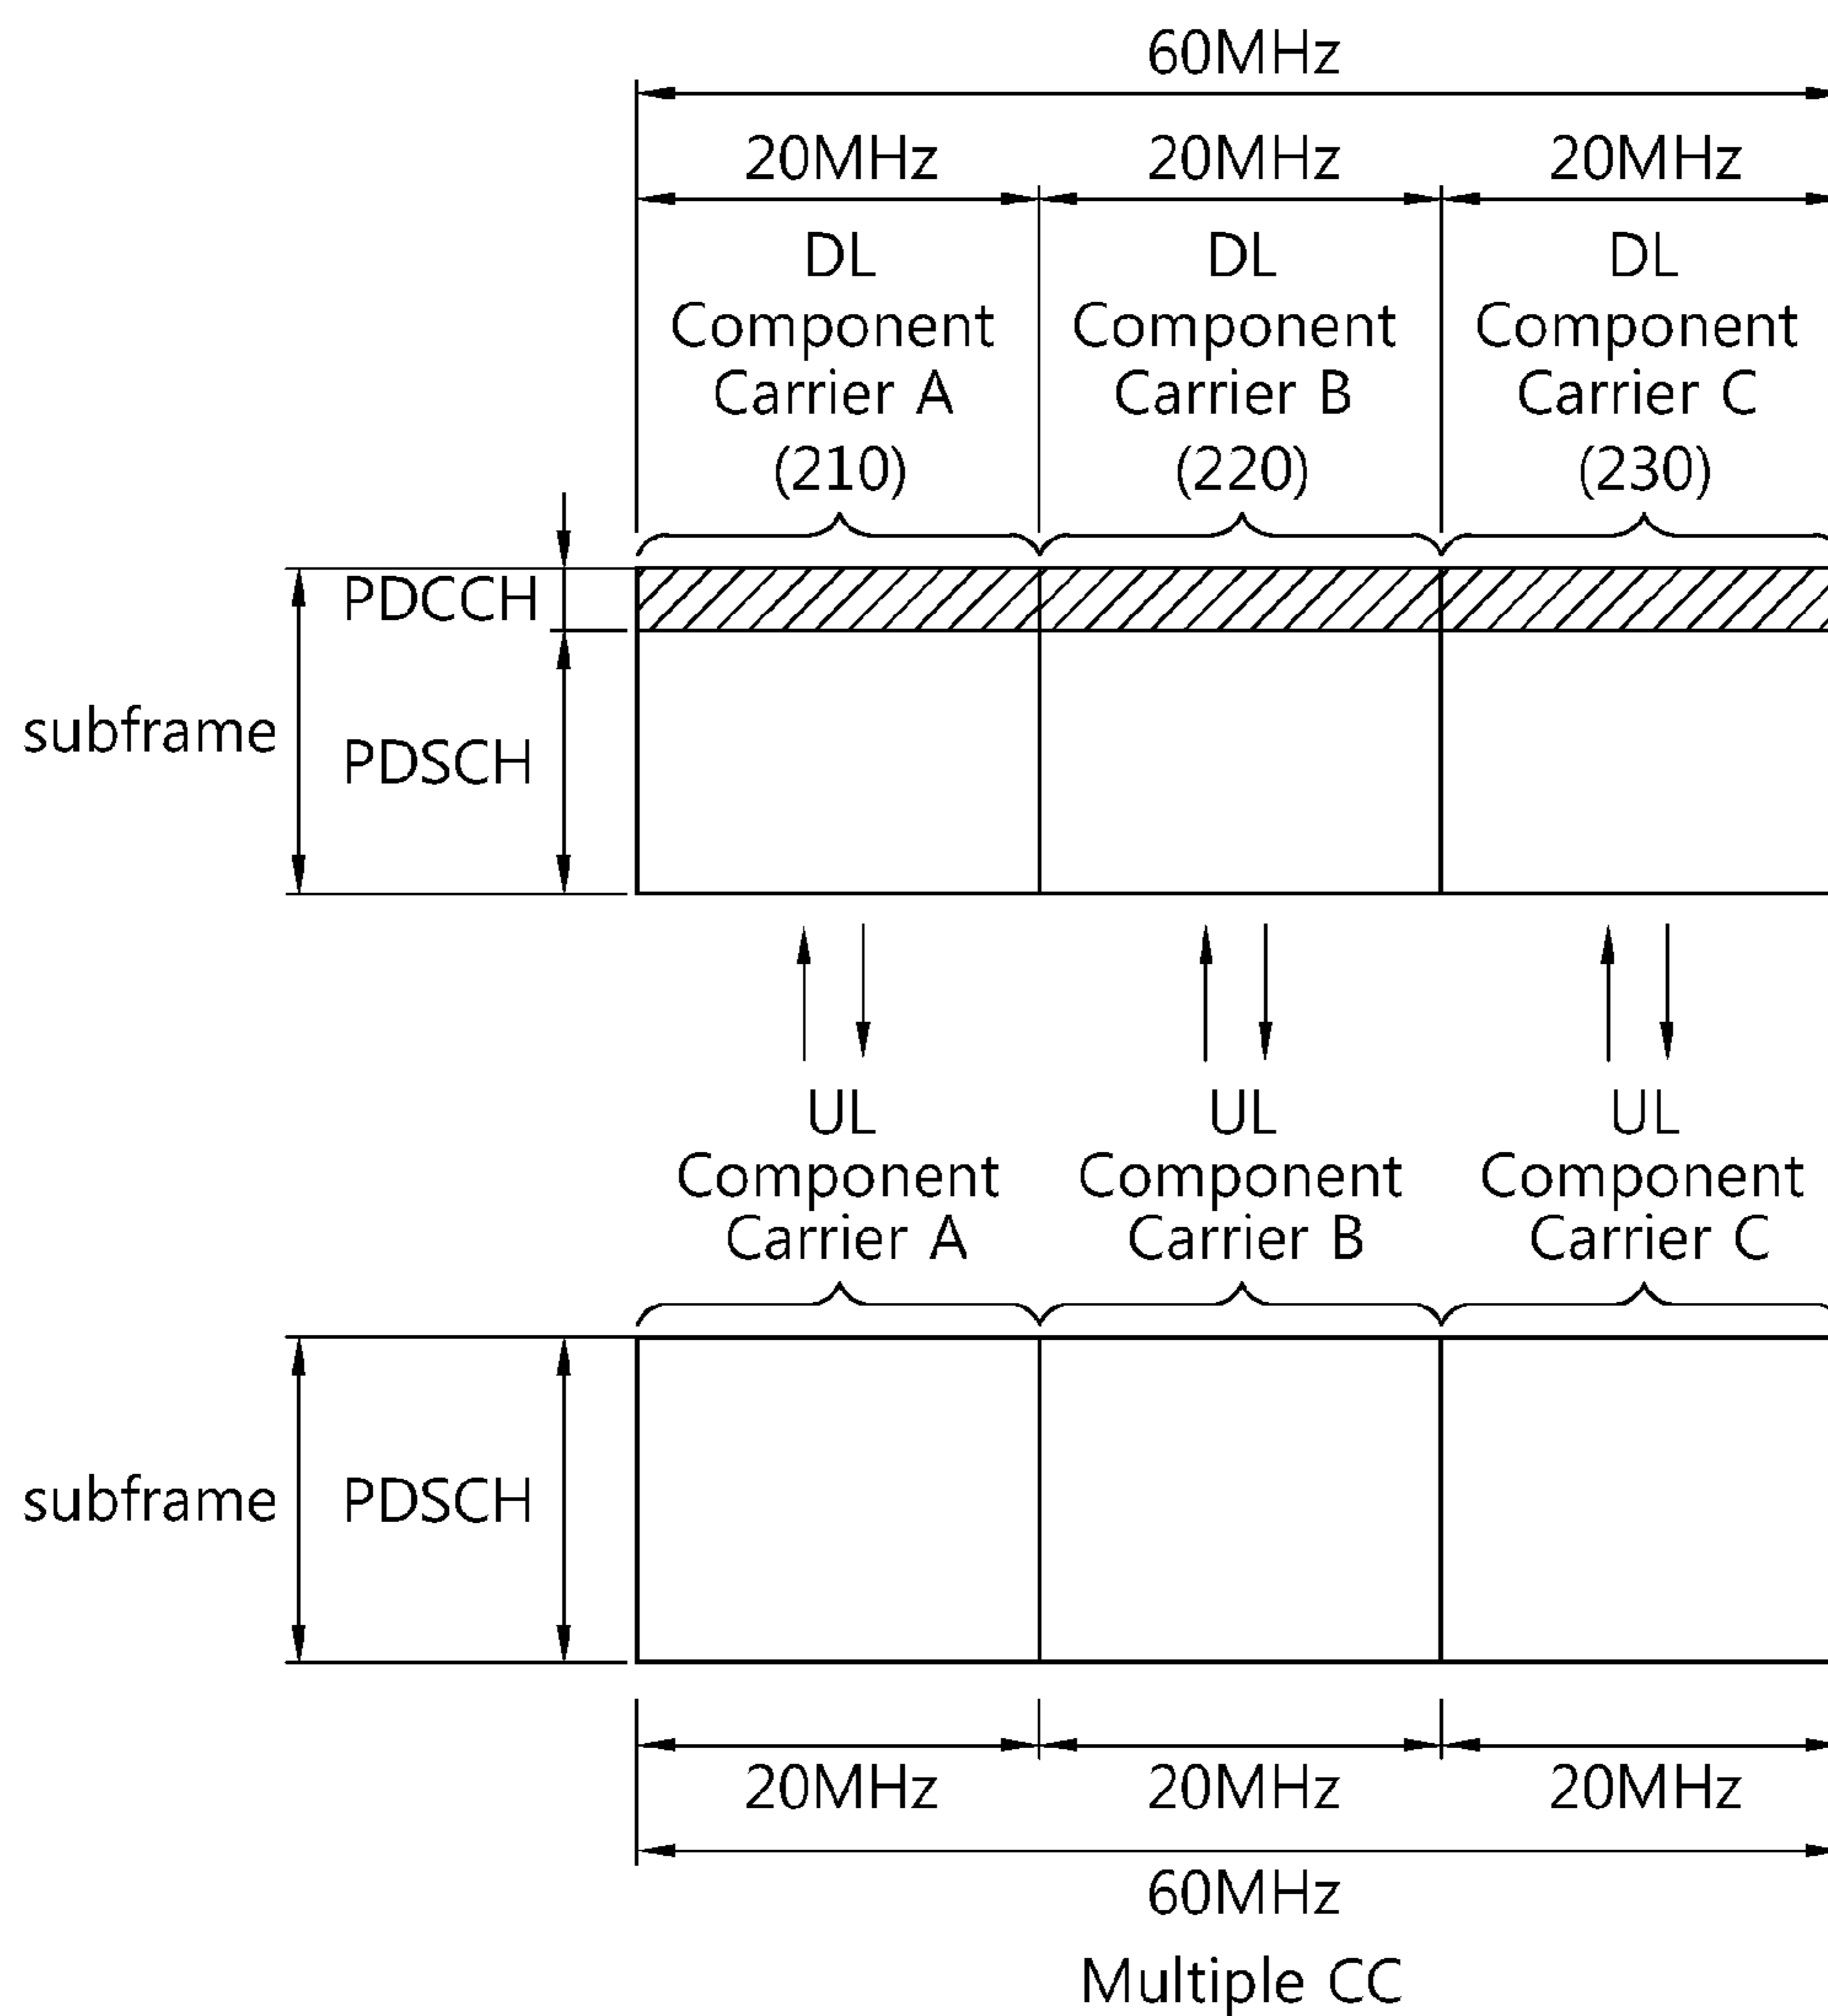 60MHz
20MHz 20MHz 20MHz
DL DL DL
Component Component Component
Carrier A Carrier B Carrier C
(210) (220) (230)
PDCCH
subframe
PDSCH
UL UL UL
Component Component Component
Carrier A Carrier B Carrier C
subframe PDSCH
20MHz 20MHz 20MHz
60MHz
Multiple CC